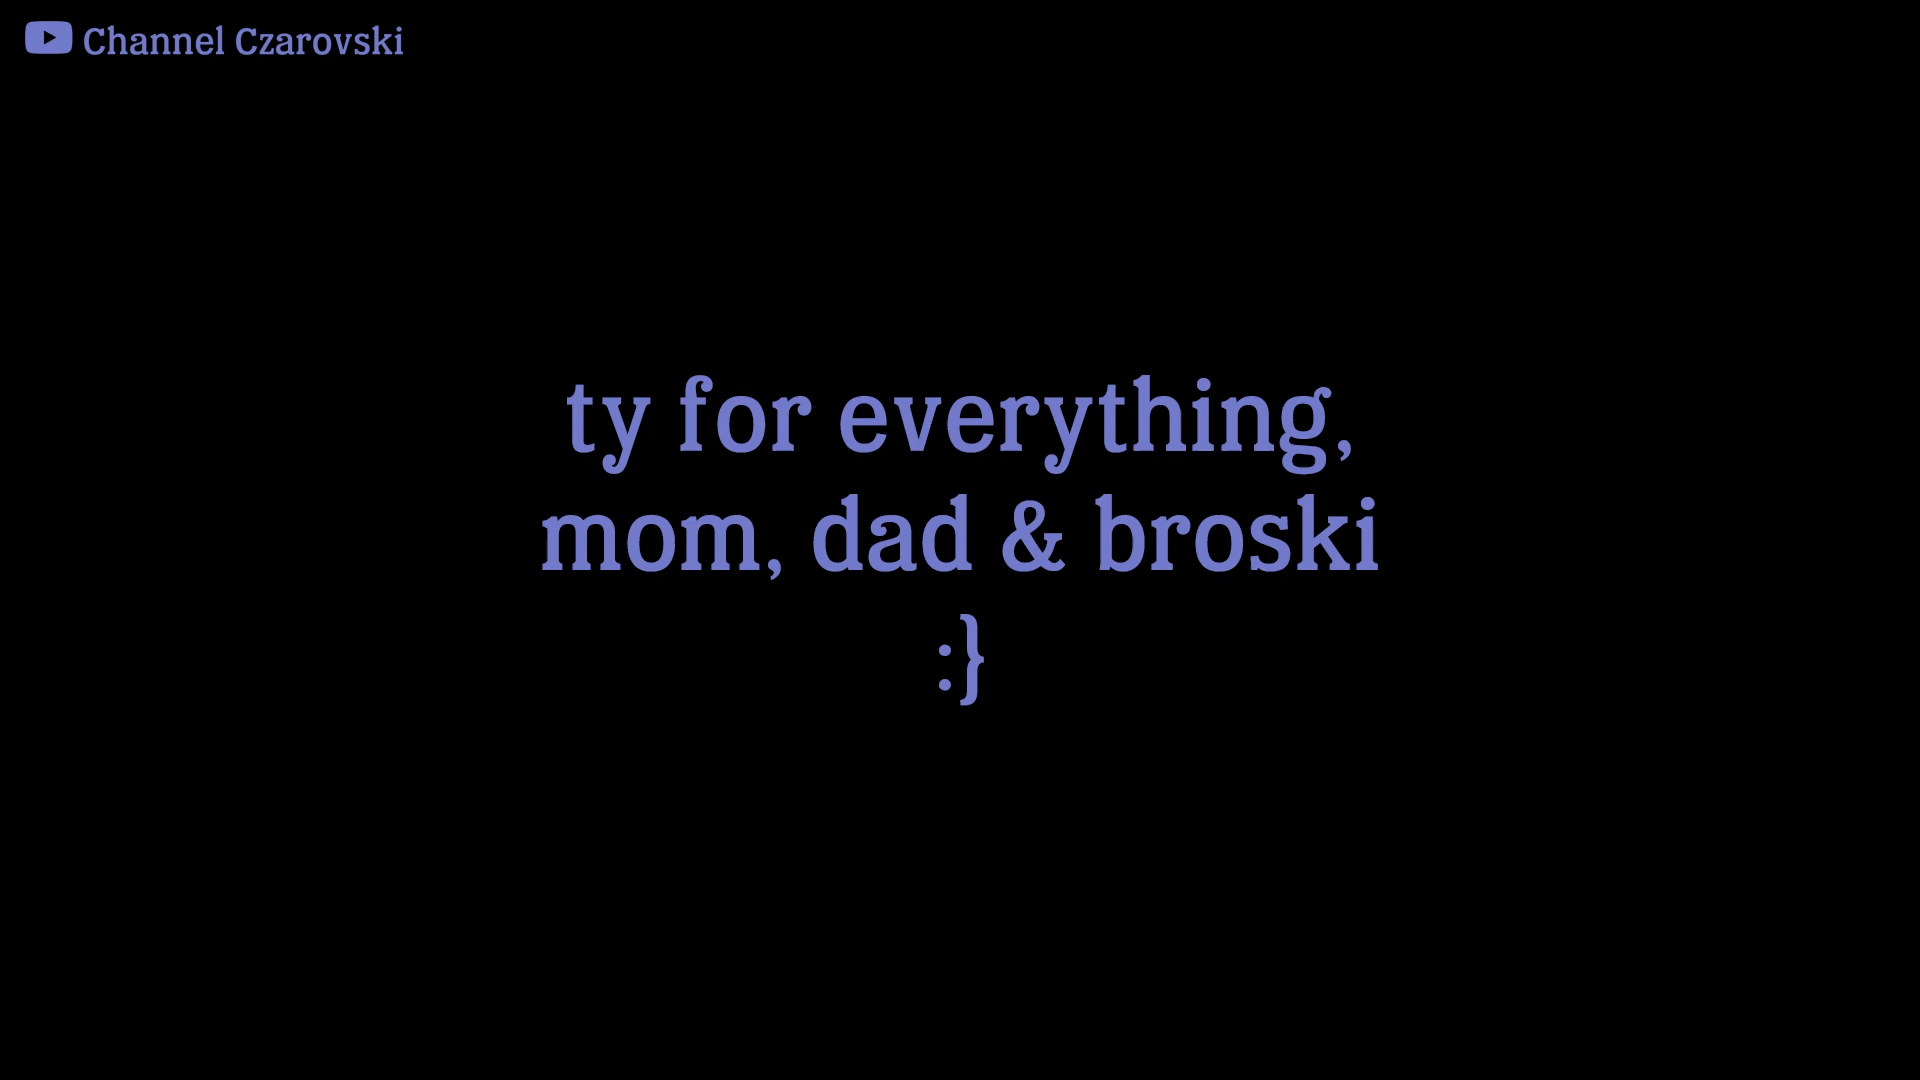 Channel Czarovski
ty for everything,
mom, dad & broski
:}